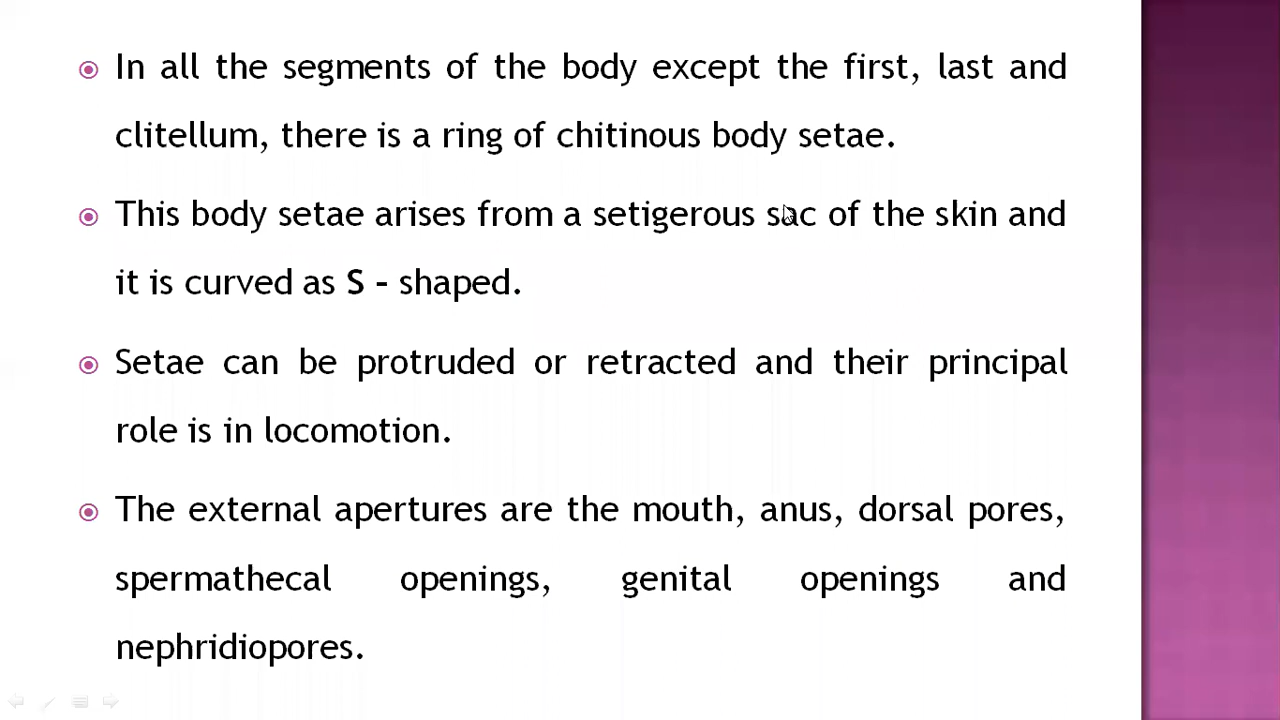 In all the segments of the body except the first, last and
clitellum, there is a ring of chitinous body setae.
This body setae arises from a setigerous sac of the skin and
it is curved as S - shaped.
Setae can be protruded or retracted and their principal
role is in locomotion.
The external apertures are the mouth, anus, dorsal pores,
spermathecal openings, genital openings and
nephridiopores.